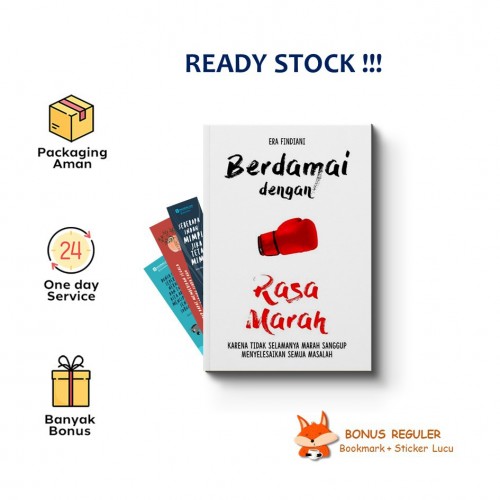 READY STOCK !!!
Packaging
Aman
24
One day
Service
Banyak
Bonus
ERA FINDIANI
Berdamai
dengan
Rasa
Marah
KARENA TIDAK SELAMANYA MARAH SANGGUP
MENYELESAIKAN SEMUA MASALAH
BONUS REGULER
Bookmark + Sticker Lucu